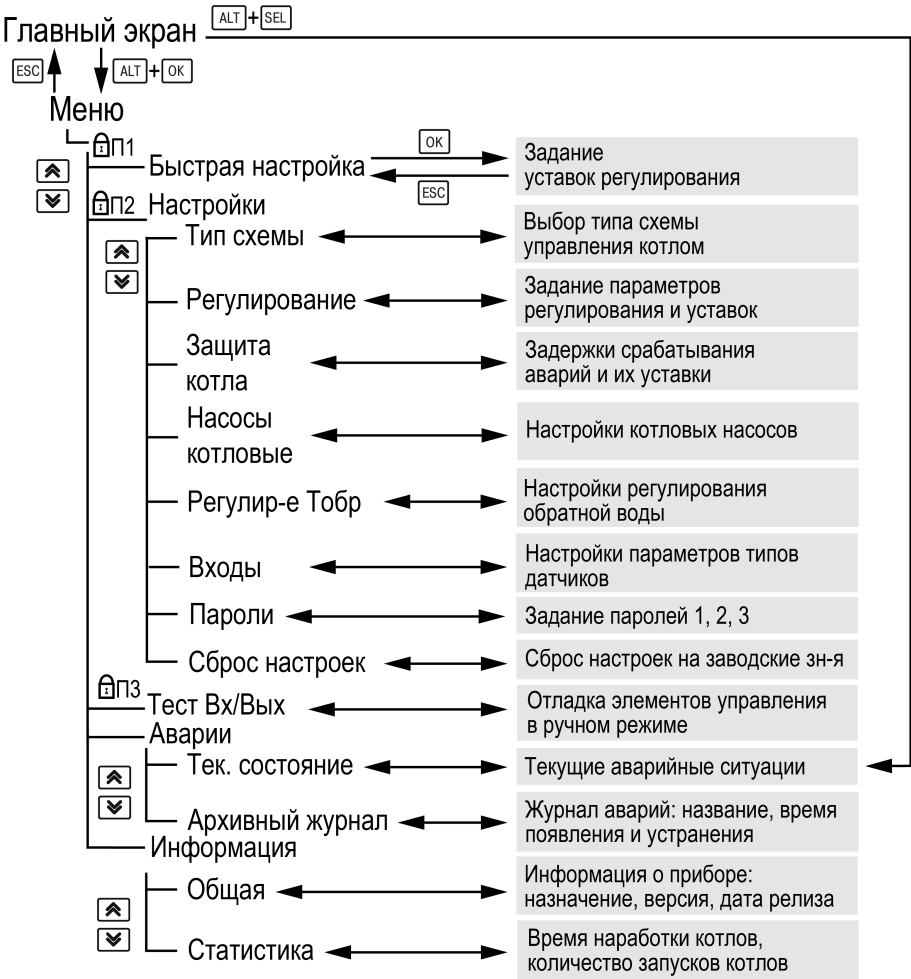 ALT + SEL
Главный экран
ESC ALT + OK
Меню
П1
Быстрая настройка
OK
ESC
Задание
уставок регулирования
П2 Настройки
Тип схемы
Выбор типа схемы
управления котлом
Регулирование
Задание параметров
регулирования и уставок
Защита
котла
Задержки срабатывания
аварий и их уставки
Насосы
котловые
Настройки котловых насосов
Регулир-е Тобр
Настройки регулирования
обратной воды
Входы
Настройки параметров типов
датчиков
Пароли
Задание паролей 1, 2, 3
Сброс настроек
Сброс настроек на заводские зн-я
П3
Тест Вх/Вых
Отладка элементов управления
в ручном режиме
Аварии
Тек. состояние
Текущие аварийные ситуации
Архивный журнал
Журнал аварий: название, время
появления и устранения
Информация
Общая
Информация о приборе:
назначение, версия, дата релиза
Статистика
Время наработки котлов,
количество запусков котлов